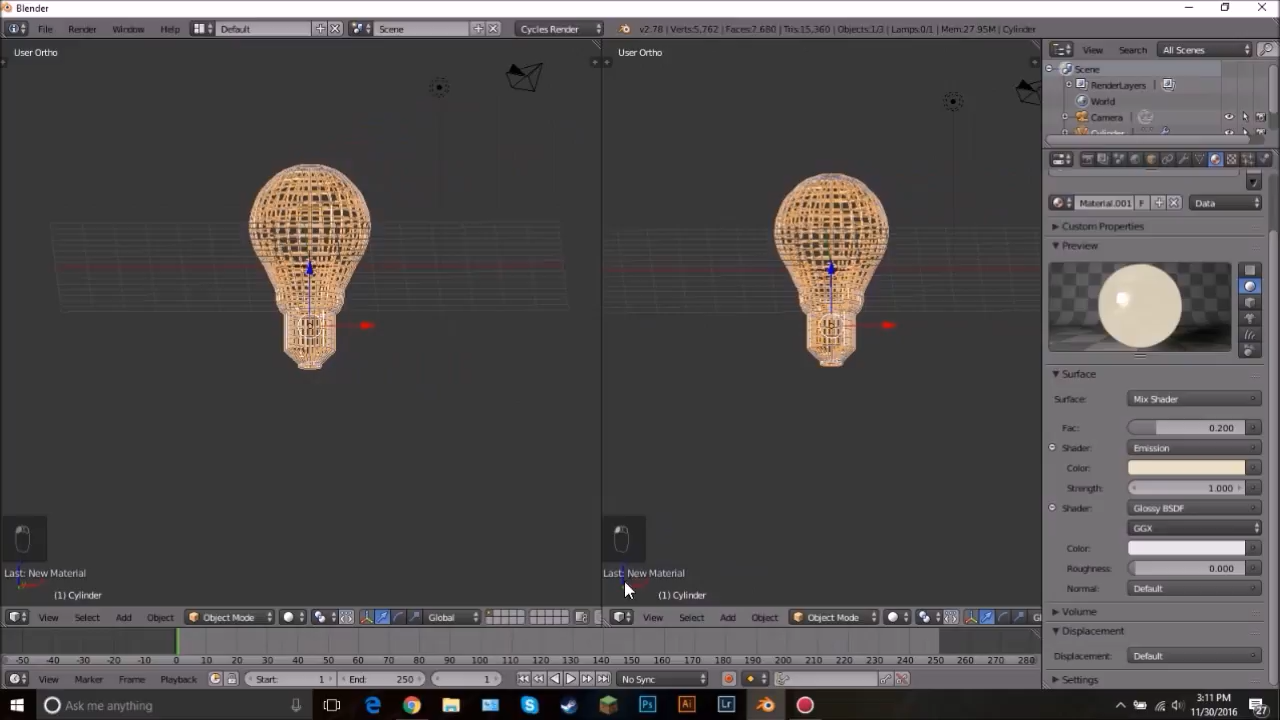 Blender
File Render Window Help Default Scene Cycles Render v2.78 | Verts:5,762 | Faces:7,680 | Tris:15,360 | Objects:1/3 | Lamps:0/1 | Mem:27.95M | Cylinder
User Ortho
User Ortho
View Search All Scenes
Scene
RenderLayers
World
Camera
Cylinder
Material.001 F Data
Custom Properties
Preview
Surface
Surface: Mix Shader
Fac: 0.200
Shader: Emission
Color:
Strength: 1.000
Shader: Glossy BSDF
GGX
Color:
Roughness: 0.000
Normal: Default
Volume
Displacement
Displacement: Default
Settings
Last: New Material
(1) Cylinder
Last: New Material
(1) Cylinder
View Select Add Object Object Mode Global
View Select Add Object Object Mode
-50 -40 -30 -20 -10 0 10 20 30 40 50 60 70 80 90 100 110 120 130 140 150 160 170 180 190 200 210 220 230 240 250 260 270 280
View Marker Frame Playback Start: 1 End: 250 1 No Sync
Ask me anything
Ps Ai Lr
3:11 PM
11/30/2016
27